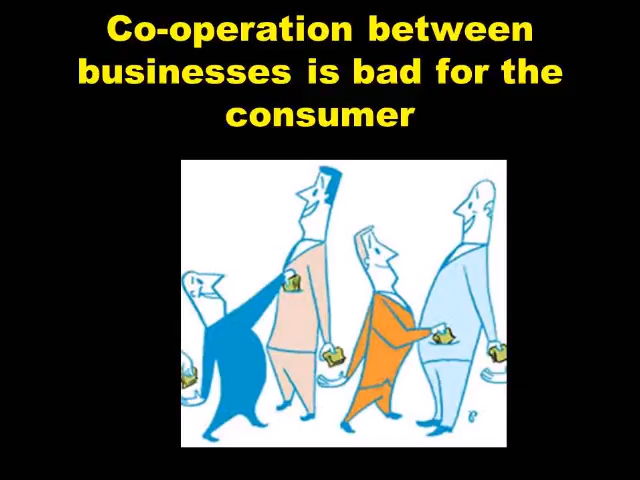 Co-operation between
businesses is bad for the
consumer